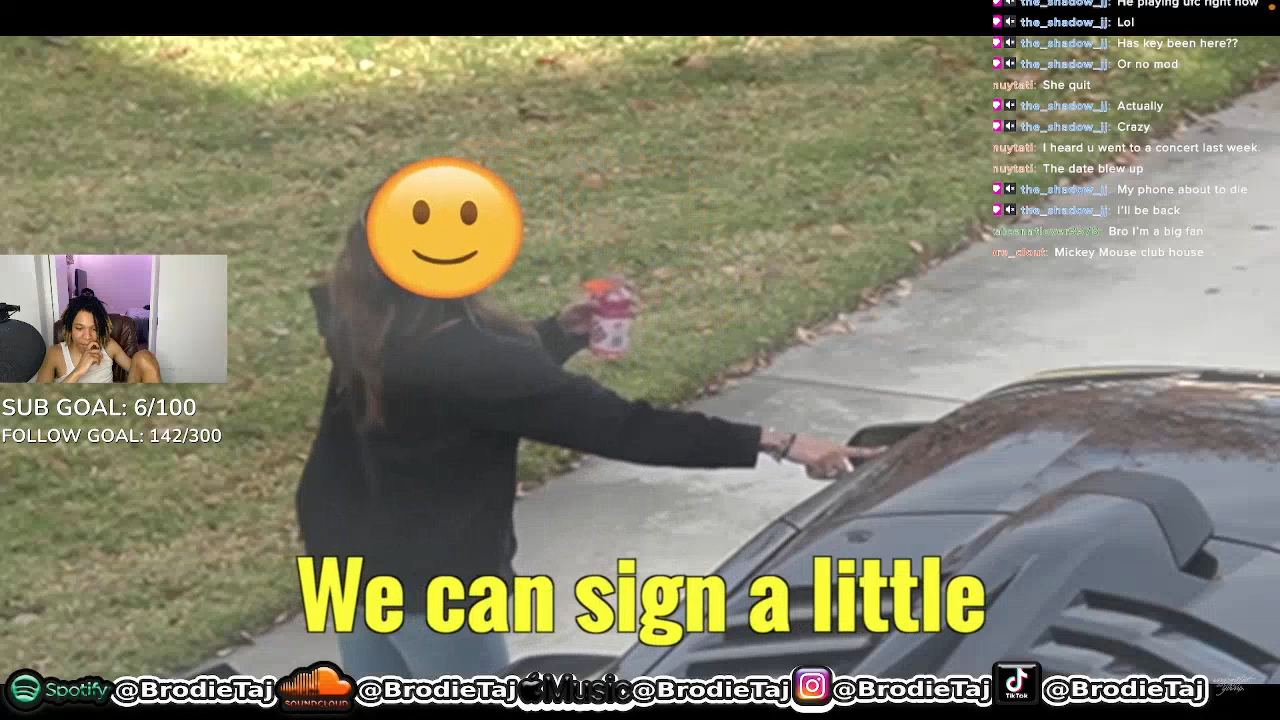 the_shadow_jj: He playing ufc right now
the_shadow_jj: Lol
the_shadow_jj: Has key been here??
the_shadow_jj: Or no mod
nuytati: She quit
the_shadow_jj: Actually
the_shadow_jj: Crazy
nuytati: I heard u went to a concert last week.
nuytati: The date blew up
the_shadow_jj: My phone about to die
the_shadow_jj: I'll be back
Bro I'm a big fan
Mickey Mouse club house
SUB GOAL: 6/100
FOLLOW GOAL: 142/300
We can sign a little
Spotify @BrodieTaj SOUNDCLOUD @BrodieTaj Music @BrodieTaj @BrodieTaj TikTok @BrodieTaj